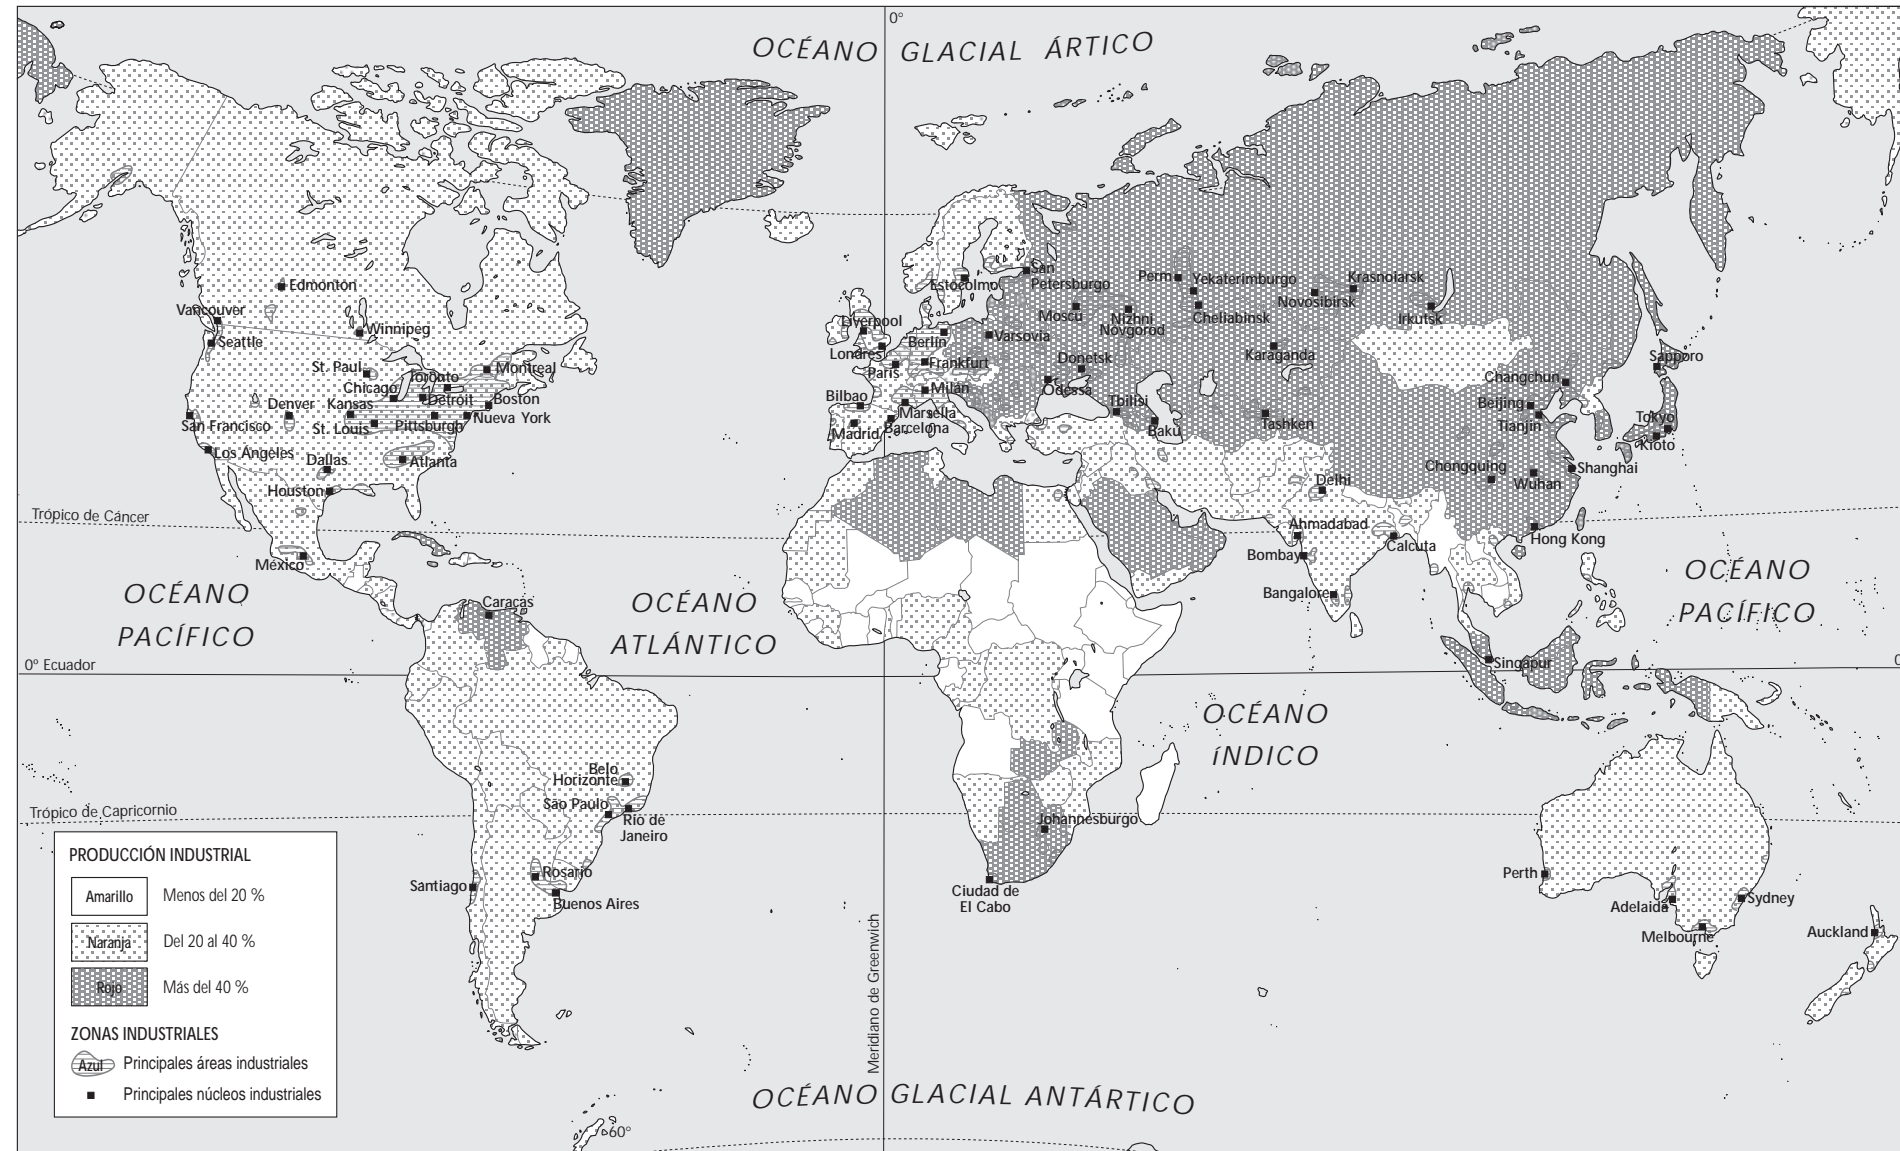 0°
OCÉANO GLACIAL ÁRTICO
Edmonton
Vancouver
Winnipeg
Seattle
St. Paul
Toronto
Montreal
Chicago
Detroit
Boston
Denver
Kansas
Nueva York
San Francisco
St. Louis
Pittsburgh
Los Ángeles
Dallas
Atlanta
Houston
Trópico de Cáncer
México
OCÉANO
PACÍFICO
Caracas
OCÉANO
ATLÁNTICO
0° Ecuador
San
Petersburgo
Estocolmo
Perm
Yekaterimburgo
Krasnoiarsk
Novosibirsk
Moscú
Nizhni
Novgorod
Cheliabinsk
Irkutsk
Liverpool
Berlín
Varsovia
Londres
Frankfurt
Donetsk
Karaganda
París
Sapporo
Milán
Odessa
Changchun
Bilbao
Marsella
Tbilisi
Beijing
Tokyo
Madrid
Barcelona
Baku
Tashken
Tianjin
Kioto
Chongquing
Shanghai
Delhi
Wuhan
Ahmadabad
Hong Kong
Bombay
Calcuta
Bangalore
OCÉANO
PACÍFICO
Singapur
0
OCÉANO
íNDICO
Belo
Horizonte
São Paulo
Río de
Janeiro
Trópico de Capricornio
Johannesburgo
Rosario
Santiago
Buenos Aires
Ciudad de
El Cabo
Perth
Adelaida
Sydney
Melbourne
Auckland
Meridiano de Greenwich
PRODUCCIÓN INDUSTRIAL
Amarillo Menos del 20 %
Naranja Del 20 al 40 %
Rojo Más del 40 %
ZONAS INDUSTRIALES
Azul Principales áreas industriales
Principales núcleos industriales
OCÉANO GLACIAL ANTÁRTICO
60°